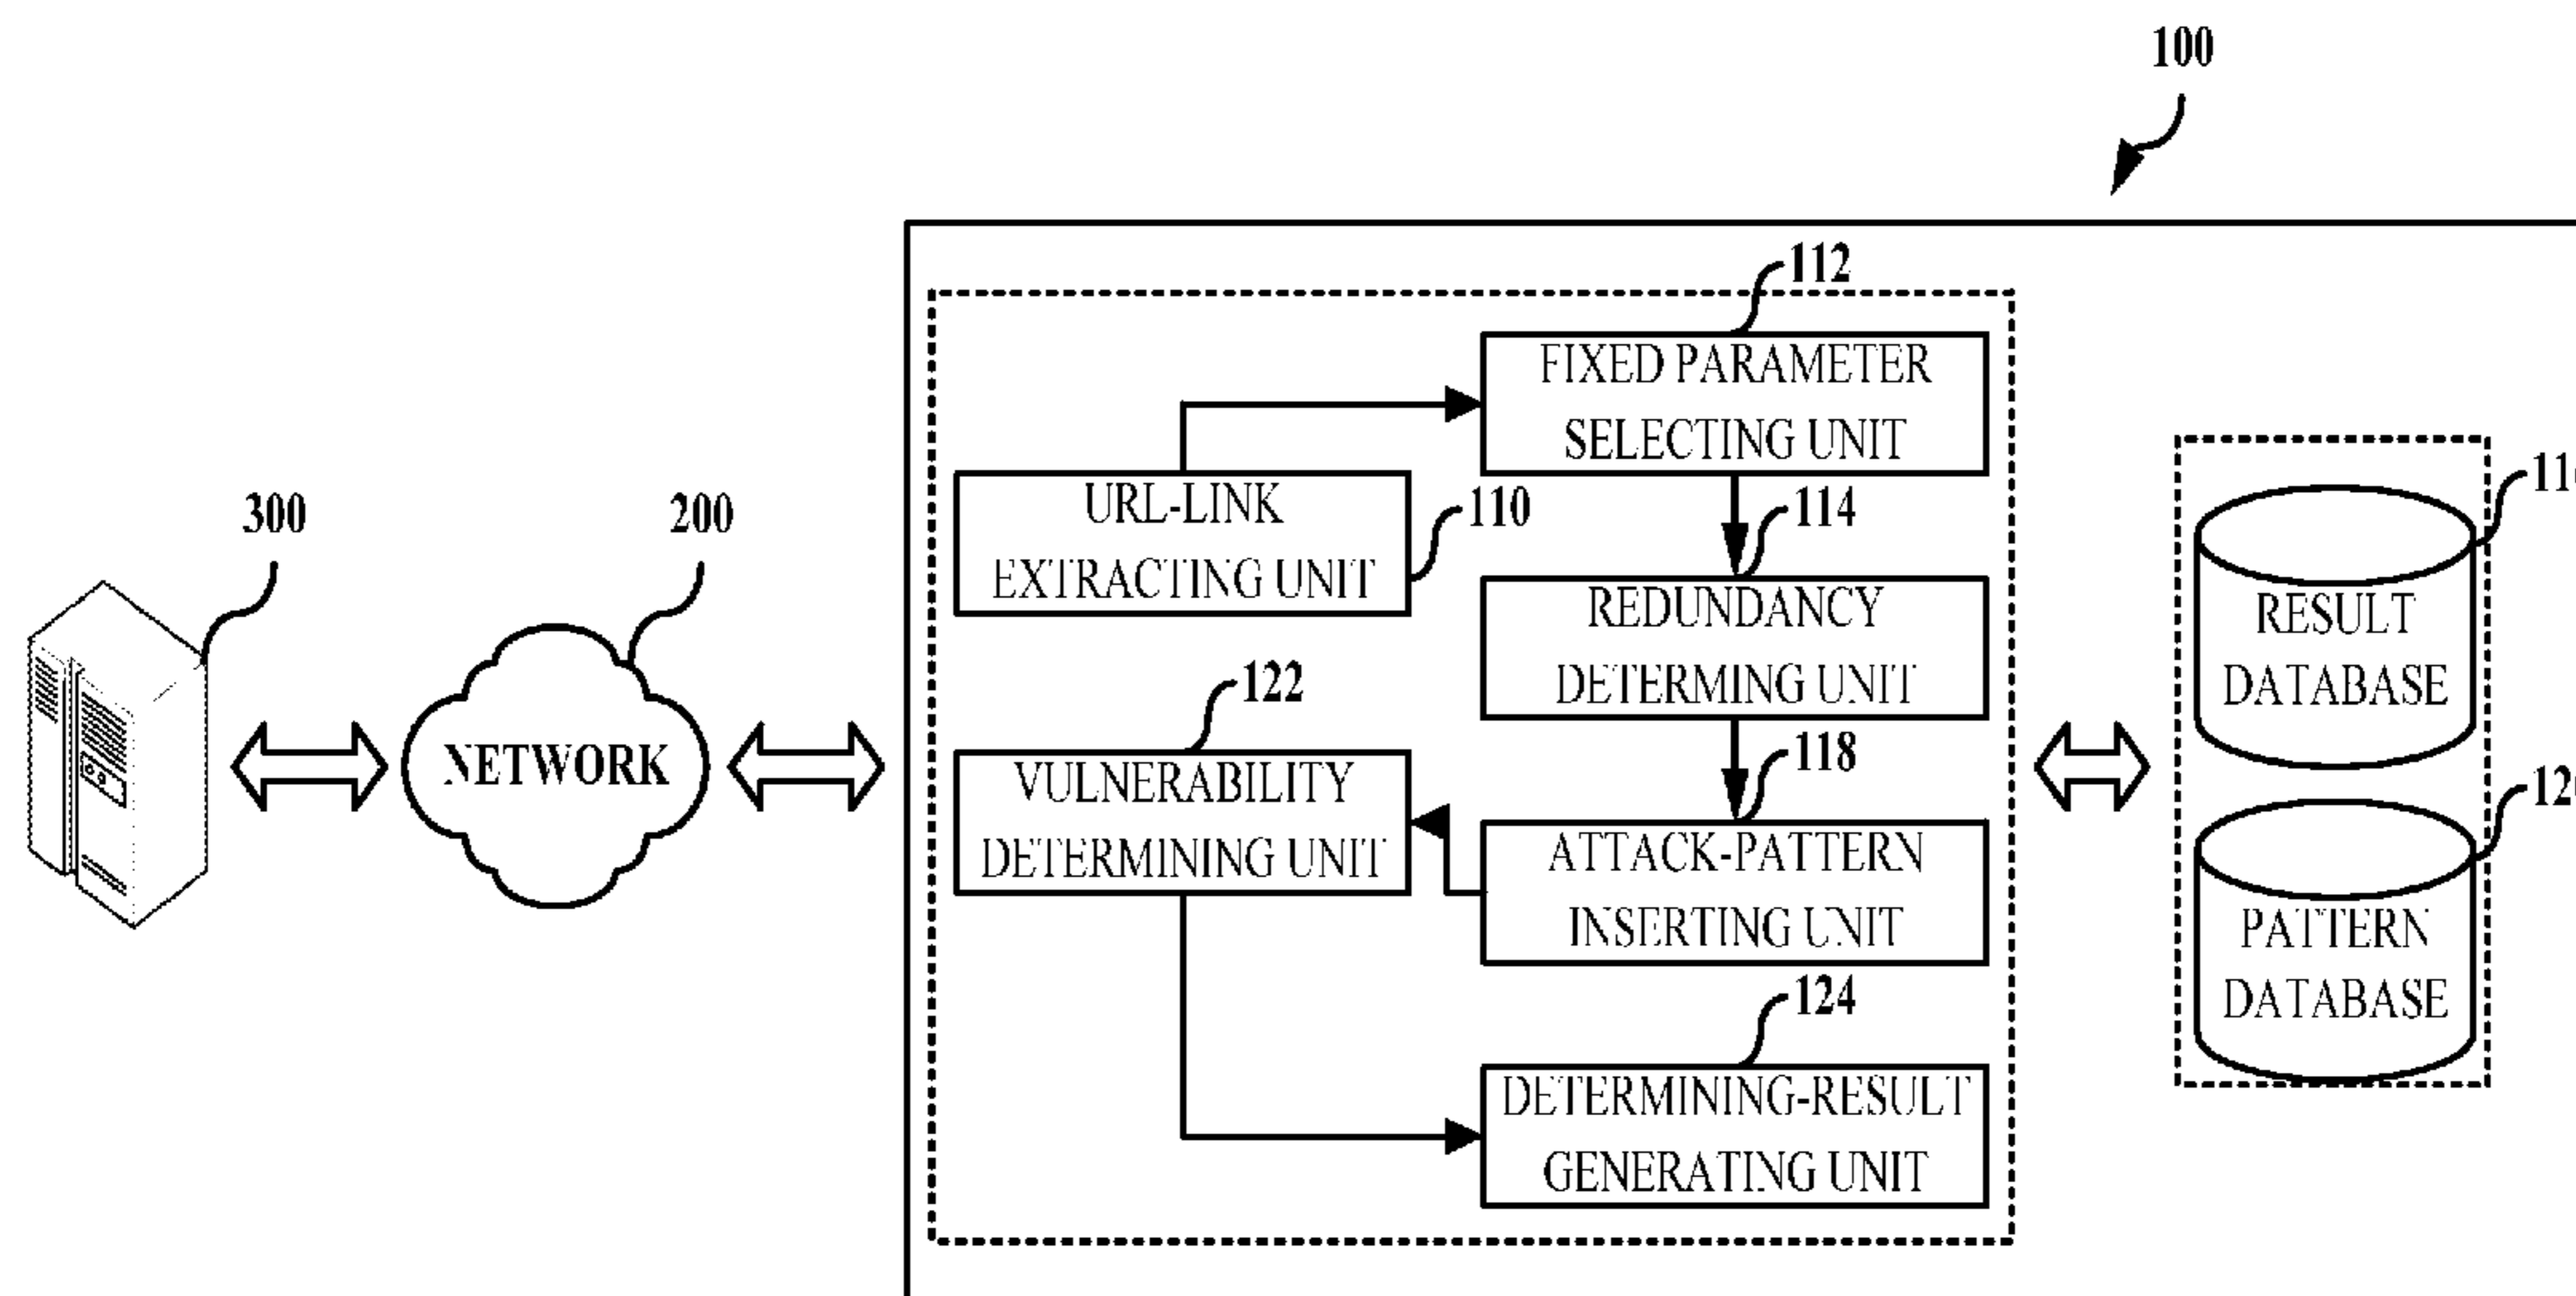 100
112
FIXED PARAMETER
SELECTING UNIT
URL-LINK
EXTRACTING UNIT
110
114
300
200
REDUNDANCY
DETERMING UNIT
RESULT
DATABASE
122
118
NETWORK
VULNERABILITY
DETERMINING UNIT
ATTACK-PATTERN
INSERTING UNIT
PATTERN
DATABASE
124
DETERMINING-RESULT
GENERATING UNIT